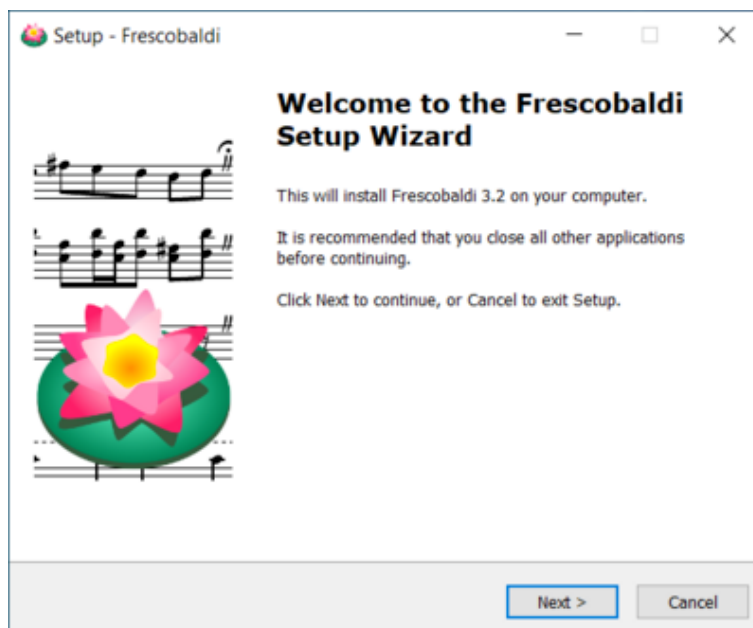 Setup - Frescobaldi
Welcome to the Frescobaldi
Setup Wizard
This will install Frescobaldi 3.2 on your computer.
It is recommended that you close all other applications
before continuing.
Click Next to continue, or Cancel to exit Setup.
Next >
Cancel